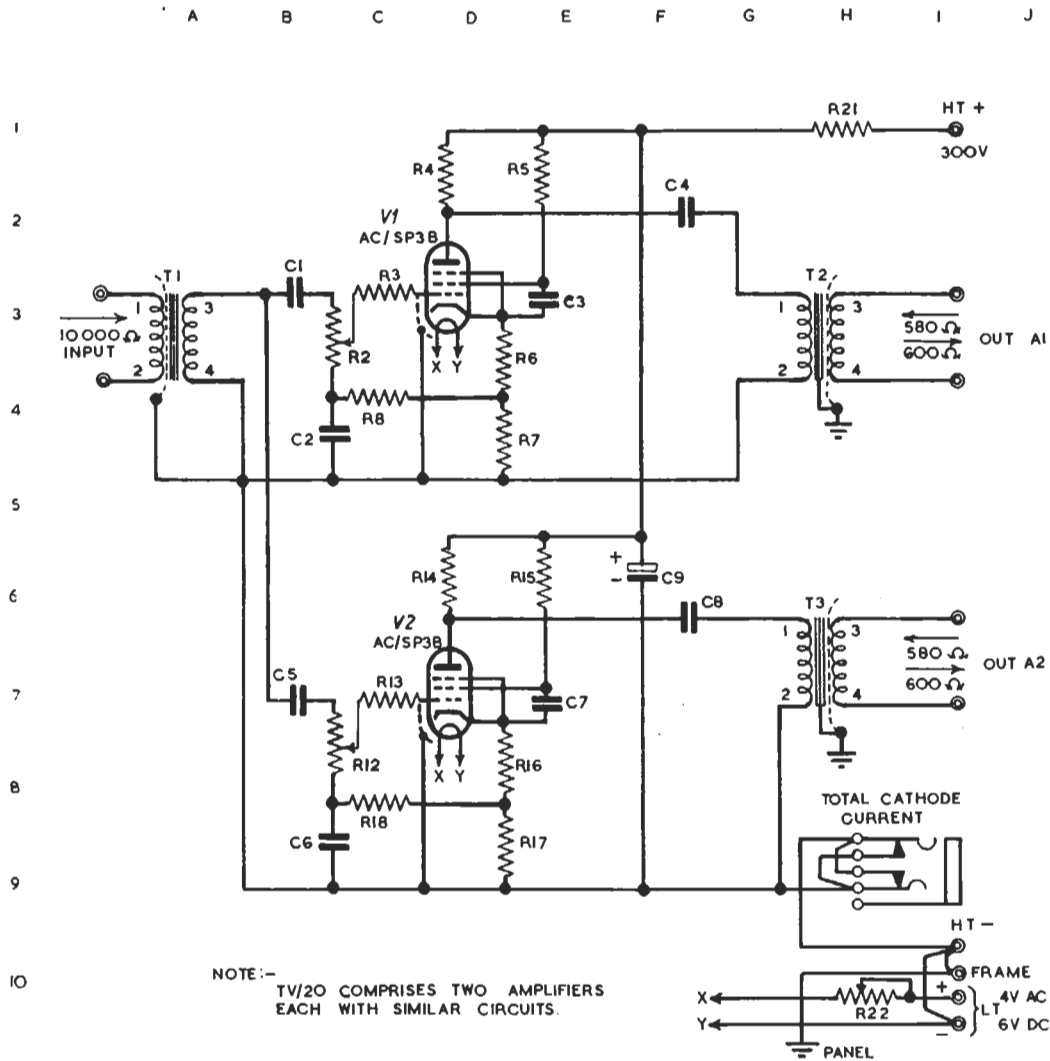 A B C D E F G H I J
1
R21
HT +
300V
R4
R5
C4
2
V1
AC/SP3B
T1
C1
R3
T2
3
1
3
C3
1
3
10 000 Ω
INPUT
R2
X Y
R6
580 Ω
600 Ω
OUT A1
2
4
2
4
4
R8
C2
R7
5
+
-
C9
R14
R15
6
C8
T3
V2
AC/SP3B
1
3
580 Ω
600 Ω
OUT A2
C5
R13
7
C7
2
4
R12
X Y
R16
8
R18
TOTAL CATHODE
CURRENT
C6
R17
9
HT -
10
NOTE:-
TV/20 COMPRISES TWO AMPLIFIERS
EACH WITH SIMILAR CIRCUITS.
FRAME
X
R22
+
4V AC
LT
Y
-
6V DC
PANEL